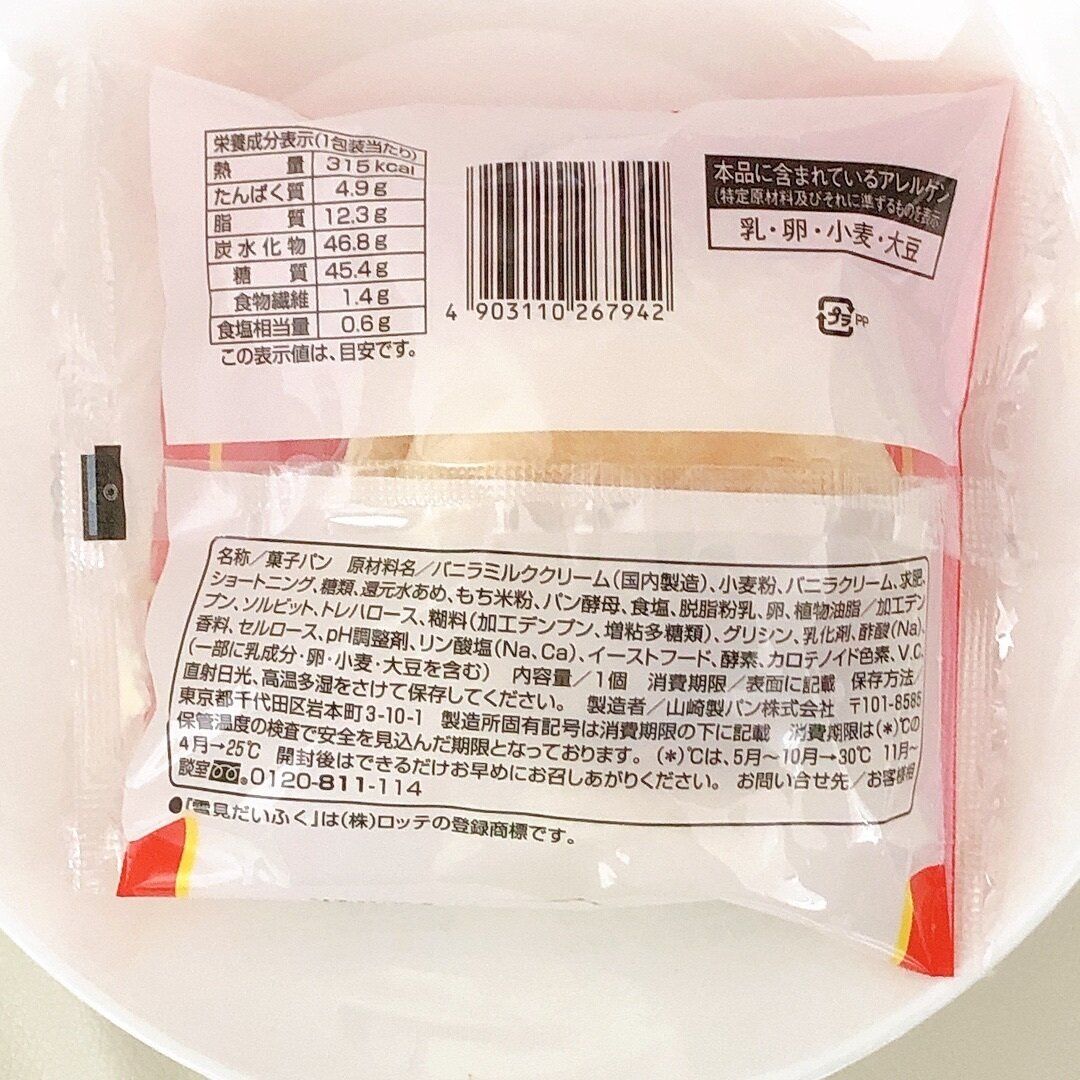 栄養成分表示(1包装当たり)
熱量 315kcal
たんぱく質 4.9g
脂質 12.3g
炭水化物 46.8g
糖質 45.4g
食物繊維 1.4g
食塩相当量 0.6g
この表示値は、目安です。
4 903110 267942
本品に含まれているアレルゲン
(特定原材料及びそれに準ずるものを表示)
乳・卵・小麦・大豆
プラ PP
名称/菓子パン 原材料名/バニラミルククリーム(国内製造)、小麦粉、バニラクリーム、求肥、
ショートニング、糖類、還元水あめ、もち米粉、パン酵母、食塩、脱脂粉乳、卵、植物油脂/加工デン
プン、ソルビット、トレハロース、糊料(加工デンプン、増粘多糖類)、グリシン、乳化剤、酢酸(Na)、
香料、セルロース、pH調整剤、リン酸塩(Na、Ca)、イーストフード、酵素、カロテノイド色素、V.C、
(一部に乳成分・卵・小麦・大豆を含む) 内容量/1個 消費期限/表面に記載 保存方法/
直射日光、高温多湿をさけて保存してください。 製造者/山崎製パン株式会社 〒101-8585
東京都千代田区岩本町3-10-1 製造所固有記号は消費期限の下に記載 消費期限は(*)℃の
保管温度の検査で安全を見込んだ期限となっております。(*)℃は、5月〜10月→30℃ 11月〜
4月→25℃ 開封後はできるだけお早めにお召しあがりください。 お問い合せ先/お客様相
談室 0120-811-114
●「雪見だいふく」は(株)ロッテの登録商標です。